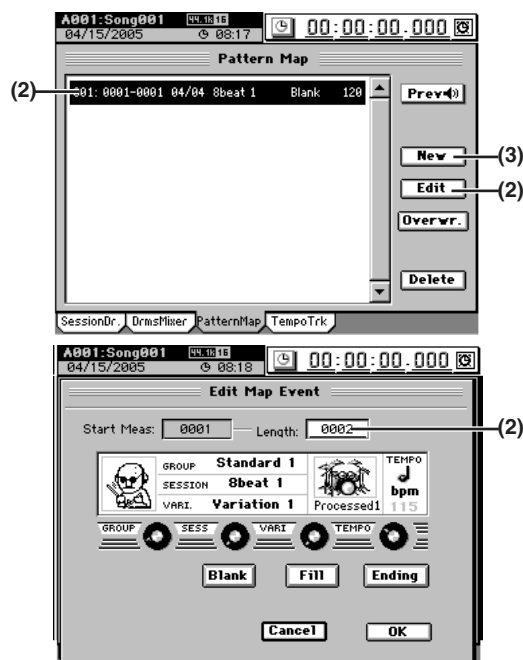 A001:Song001 44.1k 16
04/15/2005 08:17 00:00:00.000
Pattern Map
(2) 001: 0001-0001 04/04 8beat 1 Blank 120
Prev
New (3)
Edit (2)
Overwr.
Delete
SessionDr. DrmsMixer PatternMap TempoTrk
A001:Song001 44.1k 16
04/15/2005 08:18 00:00:00.000
Edit Map Event
Start Meas: 0001 Length: 0002 (2)
GROUP Standard 1
SESSION 8beat 1
VARI. Variation 1
Processed1
TEMPO
bpm
115
GROUP SESS VARI TEMPO
Blank Fill Ending
Cancel OK